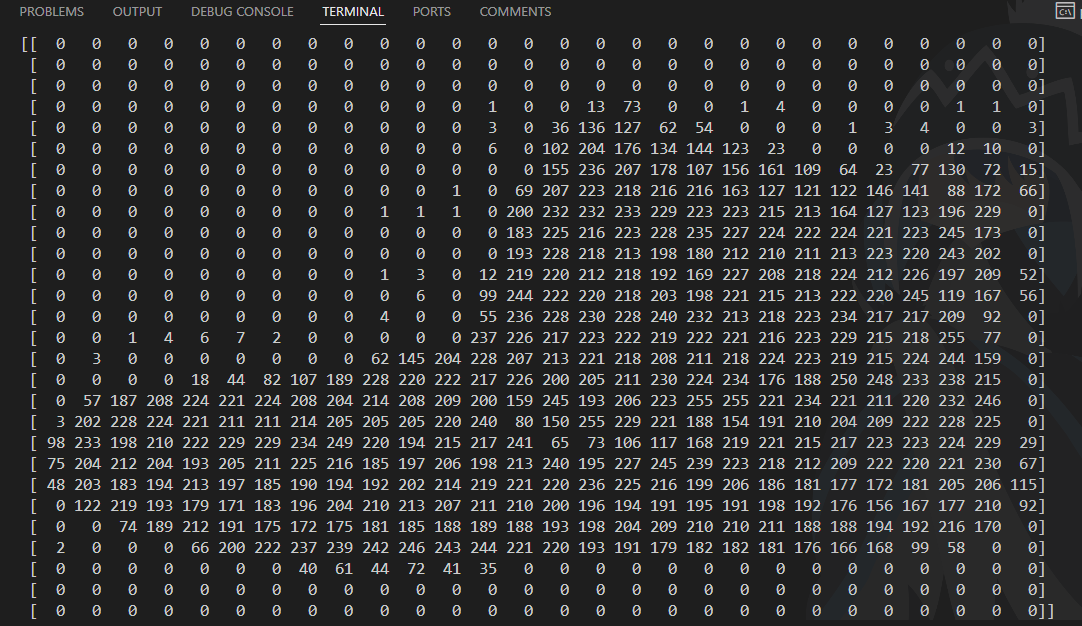 PROBLEMS OUTPUT DEBUG CONSOLE TERMINAL PORTS COMMENTS
[[ 0 0 0 0 0 0 0 0 0 0 0 0 0 0 0 0 0 0 0 0 0 0 0 0 0 0 0 0]
[ 0 0 0 0 0 0 0 0 0 0 0 0 0 0 0 0 0 0 0 0 0 0 0 0 0 0 0 0]
[ 0 0 0 0 0 0 0 0 0 0 0 0 0 0 0 0 0 0 0 0 0 0 0 0 0 0 0 0]
[ 0 0 0 0 0 0 0 0 0 0 0 0 1 0 0 13 73 0 0 1 4 0 0 0 0 1 1 0]
[ 0 0 0 0 0 0 0 0 0 0 0 0 3 0 36 136 127 62 54 0 0 0 1 3 4 0 0 3]
[ 0 0 0 0 0 0 0 0 0 0 0 0 6 0 102 204 176 134 144 123 23 0 0 0 0 12 10 0]
[ 0 0 0 0 0 0 0 0 0 0 0 0 0 0 155 236 207 178 107 156 161 109 64 23 77 130 72 15]
[ 0 0 0 0 0 0 0 0 0 0 0 1 0 69 207 223 218 216 216 163 127 121 122 146 141 88 172 66]
[ 0 0 0 0 0 0 0 0 0 1 1 1 0 200 232 232 233 229 223 223 215 213 164 127 123 196 229 0]
[ 0 0 0 0 0 0 0 0 0 0 0 0 0 183 225 216 223 228 235 227 224 222 224 221 223 245 173 0]
[ 0 0 0 0 0 0 0 0 0 0 0 0 0 193 228 218 213 198 180 212 210 211 213 223 220 243 202 0]
[ 0 0 0 0 0 0 0 0 0 1 3 0 12 219 220 212 218 192 169 227 208 218 224 212 226 197 209 52]
[ 0 0 0 0 0 0 0 0 0 0 6 0 99 244 222 220 218 203 198 221 215 213 222 220 245 119 167 56]
[ 0 0 0 0 0 0 0 0 0 4 0 0 55 236 228 230 228 240 232 213 218 223 234 217 217 209 92 0]
[ 0 0 1 4 6 7 2 0 0 0 0 0 237 226 217 223 222 219 222 221 216 223 229 215 218 255 77 0]
[ 0 3 0 0 0 0 0 0 0 62 145 204 228 207 213 221 218 208 211 218 224 223 219 215 224 244 159 0]
[ 0 0 0 0 18 44 82 107 189 228 220 222 217 226 200 205 211 230 224 234 176 188 250 248 233 238 215 0]
[ 0 57 187 208 224 221 224 208 204 214 208 209 200 159 245 193 206 223 255 255 221 234 221 211 220 232 246 0]
[ 3 202 228 224 221 211 211 214 205 205 205 220 240 80 150 255 229 221 188 154 191 210 204 209 222 228 225 0]
[ 98 233 198 210 222 229 229 234 249 220 194 215 217 241 65 73 106 117 168 219 221 215 217 223 223 224 229 29]
[ 75 204 212 204 193 205 211 225 216 185 197 206 198 213 240 195 227 245 239 223 218 212 209 222 220 221 230 67]
[ 48 203 183 194 213 197 185 190 194 192 202 214 219 221 220 236 225 216 199 206 186 181 177 172 181 205 206 115]
[ 0 122 219 193 179 171 183 196 204 210 213 207 211 210 200 196 194 191 195 191 198 192 176 156 167 177 210 92]
[ 0 0 74 189 212 191 175 172 175 181 185 188 189 188 193 198 204 209 210 210 211 188 188 194 192 216 170 0]
[ 2 0 0 0 66 200 222 237 239 242 246 243 244 221 220 193 191 179 182 182 181 176 166 168 99 58 0 0]
[ 0 0 0 0 0 0 0 40 61 44 72 41 35 0 0 0 0 0 0 0 0 0 0 0 0 0 0 0]
[ 0 0 0 0 0 0 0 0 0 0 0 0 0 0 0 0 0 0 0 0 0 0 0 0 0 0 0 0]
[ 0 0 0 0 0 0 0 0 0 0 0 0 0 0 0 0 0 0 0 0 0 0 0 0 0 0 0 0]]